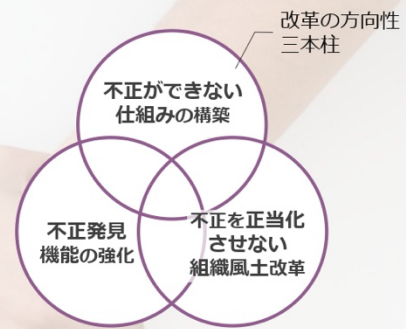 改革の方向性
三本柱
不正ができない
仕組みの構築
不正発見
機能の強化
不正を正当化
させない
組織風土改革